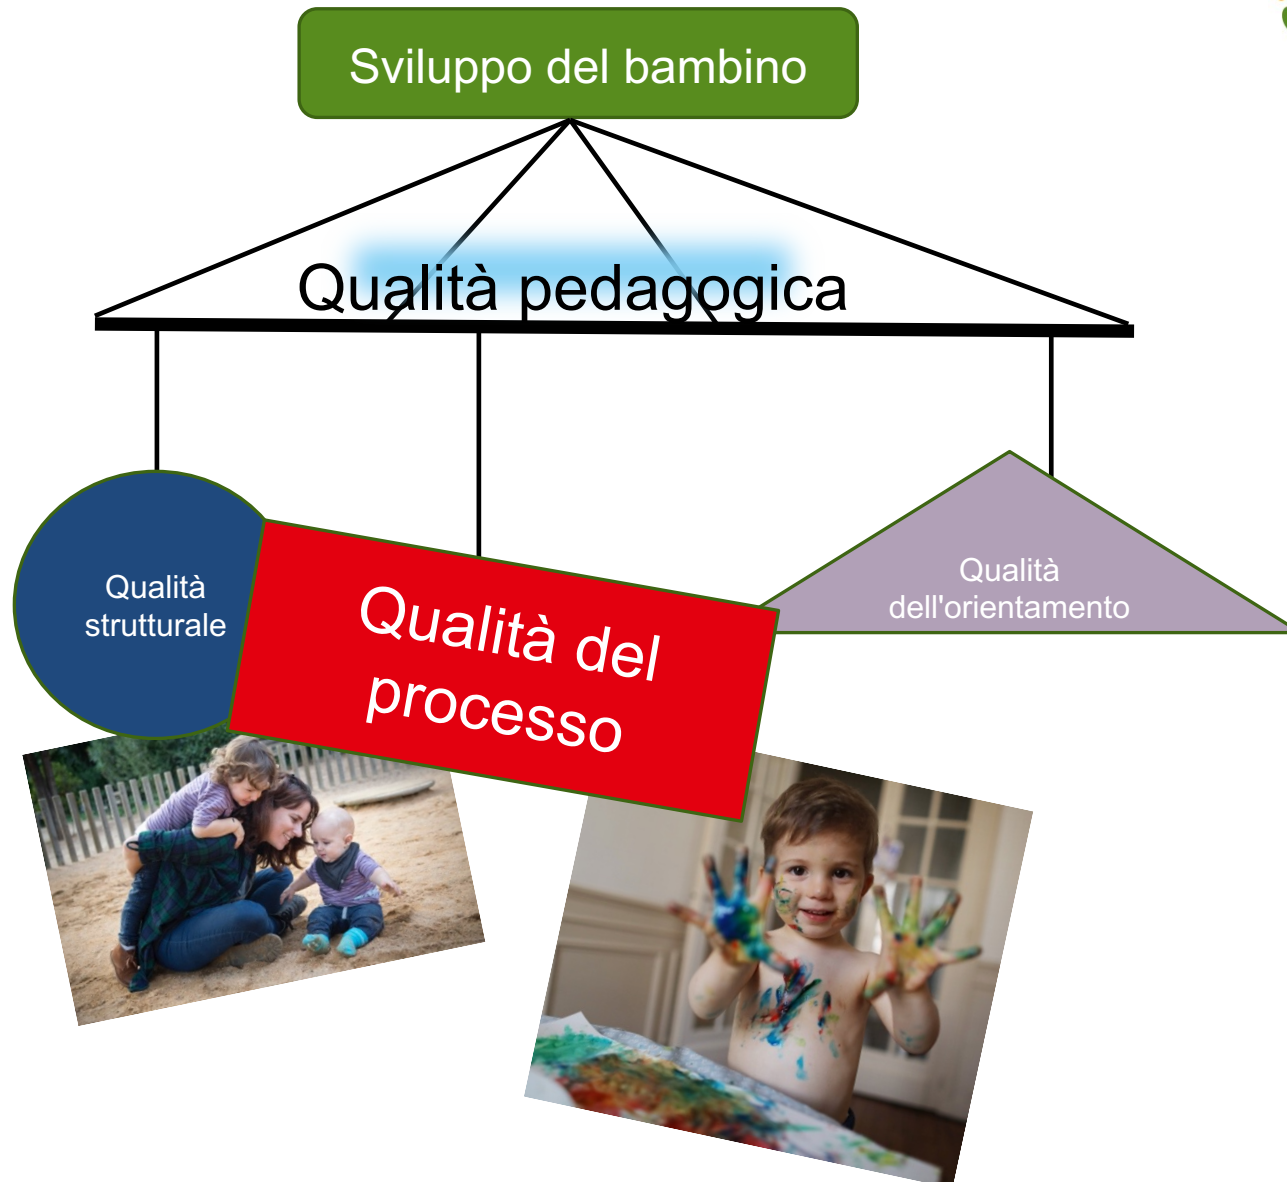 Sviluppo del bambino
Qualità pedagogica
Qualità
strutturale
Qualità del
processo
Qualità
dell'orientamento